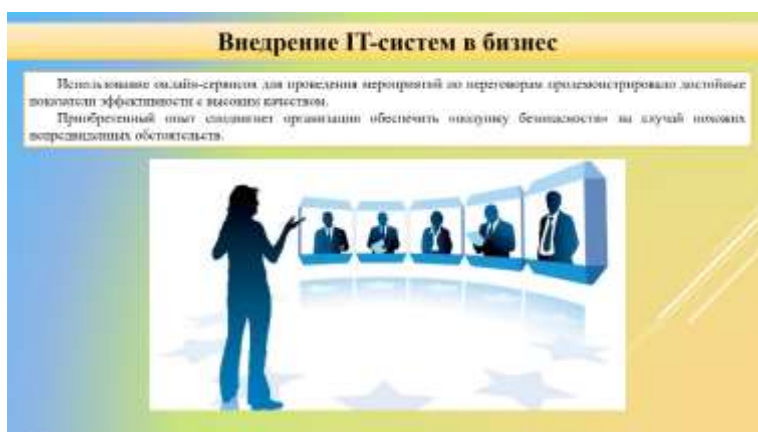 Внедрение IT-систем в бизнес
Использование онлайн-сервисов для проведения мероприятий по переговорам продемонстрировало достойные
показатели эффективности с высоким качеством.
Приобретенный опыт сподвигнет организации обеспечить «подушку безопасности» на случай похожих
непредвиденных обстоятельств.